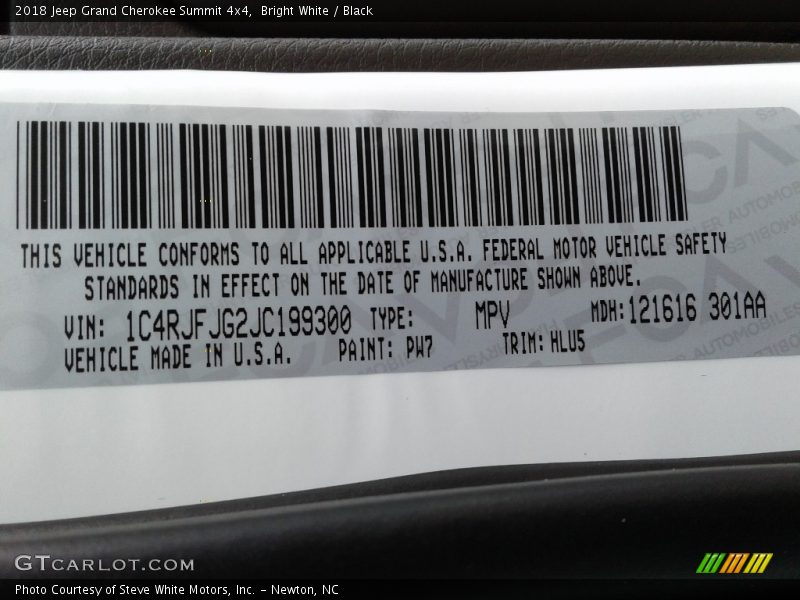 2018 Jeep Grand Cherokee Summit 4x4,  Bright White / Black
THIS VEHICLE CONFORMS TO ALL APPLICABLE U.S.A. FEDERAL MOTOR VEHICLE SAFETY
STANDARDS IN EFFECT ON THE DATE OF MANUFACTURE SHOWN ABOVE.
VIN: 1C4RJFJG2JC199300 TYPE: MPV MDH:121616 301AA
VEHICLE MADE IN U.S.A. PAINT: PW7 TRIM: HLU5
GTCARLOT.COM
Photo Courtesy of Steve White Motors, Inc. – Newton, NC